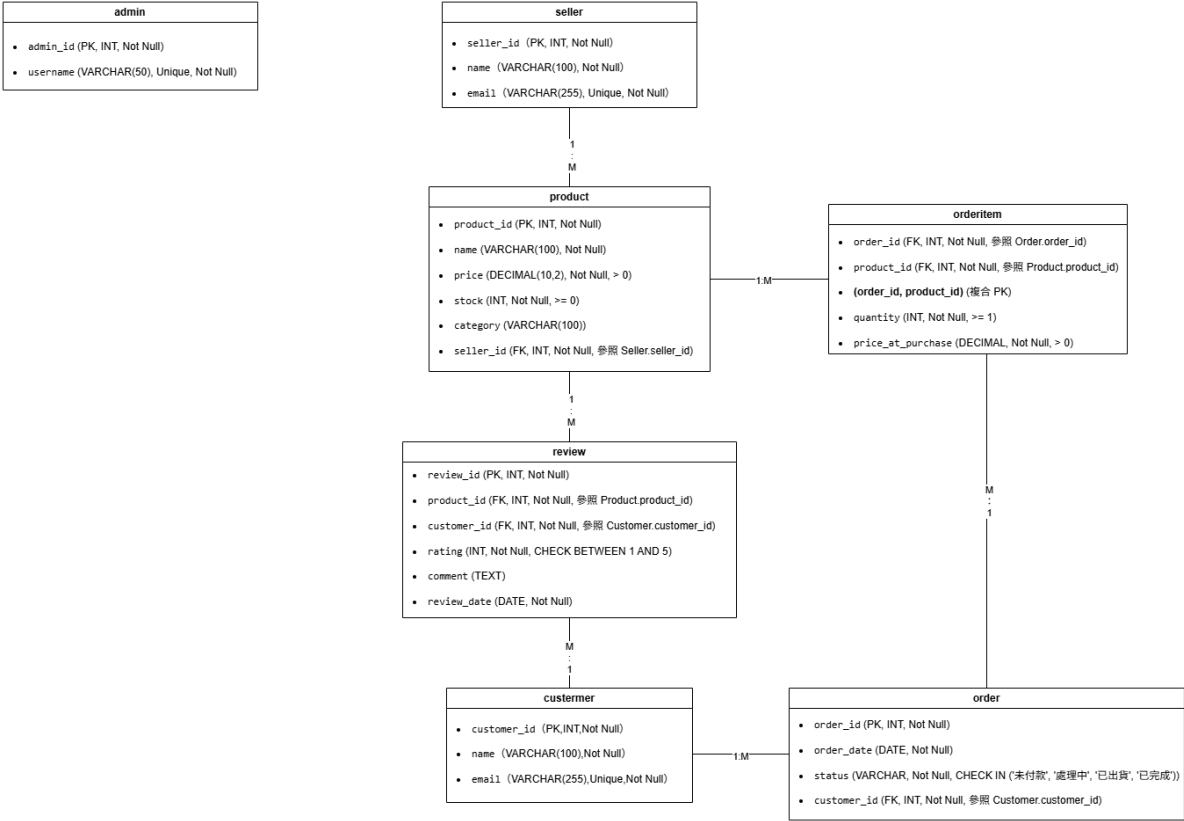 admin
• admin_id (PK, INT, Not Null)
• username (VARCHAR(50), Unique, Not Null)
seller
• seller_id（PK, INT, Not Null）
• name（VARCHAR(100), Not Null）
• email（VARCHAR(255), Unique, Not Null）
1
:
M
product
• product_id (PK, INT, Not Null)
• name (VARCHAR(100), Not Null)
• price (DECIMAL(10,2), Not Null, > 0)
• stock (INT, Not Null, >= 0)
• category (VARCHAR(100))
• seller_id (FK, INT, Not Null, 參照 Seller.seller_id)
1:M
orderitem
• order_id (FK, INT, Not Null, 參照 Order.order_id)
• product_id (FK, INT, Not Null, 參照 Product.product_id)
• (order_id, product_id) (複合 PK)
• quantity (INT, Not Null, >= 1)
• price_at_purchase (DECIMAL, Not Null, > 0)
1
:
M
review
• review_id (PK, INT, Not Null)
• product_id (FK, INT, Not Null, 參照 Product.product_id)
• customer_id (FK, INT, Not Null, 參照 Customer.customer_id)
• rating (INT, Not Null, CHECK BETWEEN 1 AND 5)
• comment (TEXT)
• review_date (DATE, Not Null)
M
:
1
M
:
1
custermer
• customer_id（PK,INT,Not Null）
• name（VARCHAR(100),Not Null）
• email（VARCHAR(255),Unique,Not Null）
1:M
order
• order_id (PK, INT, Not Null)
• order_date (DATE, Not Null)
• status (VARCHAR, Not Null, CHECK IN ('未付款', '處理中', '已出貨', '已完成'))
• customer_id (FK, INT, Not Null, 參照 Customer.customer_id)